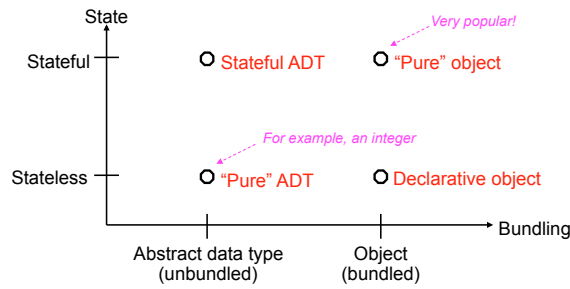 State
Very popular!
Stateful
Stateful ADT
“Pure” object
For example, an integer
Stateless
“Pure” ADT
Declarative object
Bundling
Abstract data type
(unbundled)
Object
(bundled)